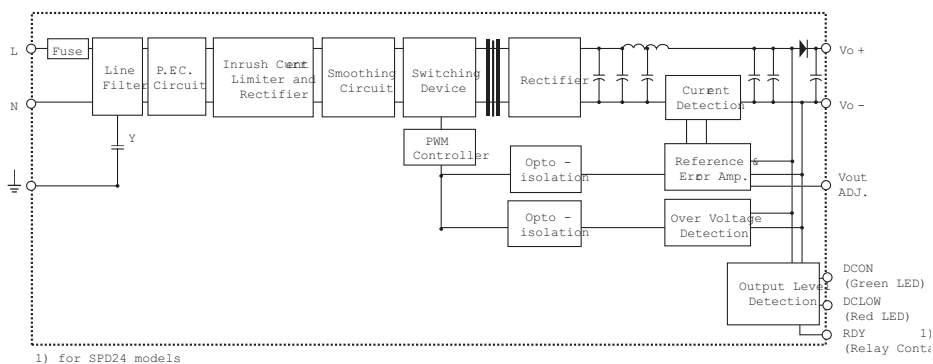 L
Fuse
Line
Filter
P.EC.
Circuit
Inrush Current
Limiter and
Rectifier
Smoothing
Circuit
Switching
Device
Rectifier
Vo +
N
Current
Detection
Vo -
Y
PWM
Controller
Opto -
isolation
Reference &
Error Amp.
Vout
ADJ.
Opto -
isolation
Over Voltage
Detection
Output Level
Detection
DCON
(Green LED)
DCLOW
(Red LED)
RDY 1)
(Relay Conta
1) for SPD24 models